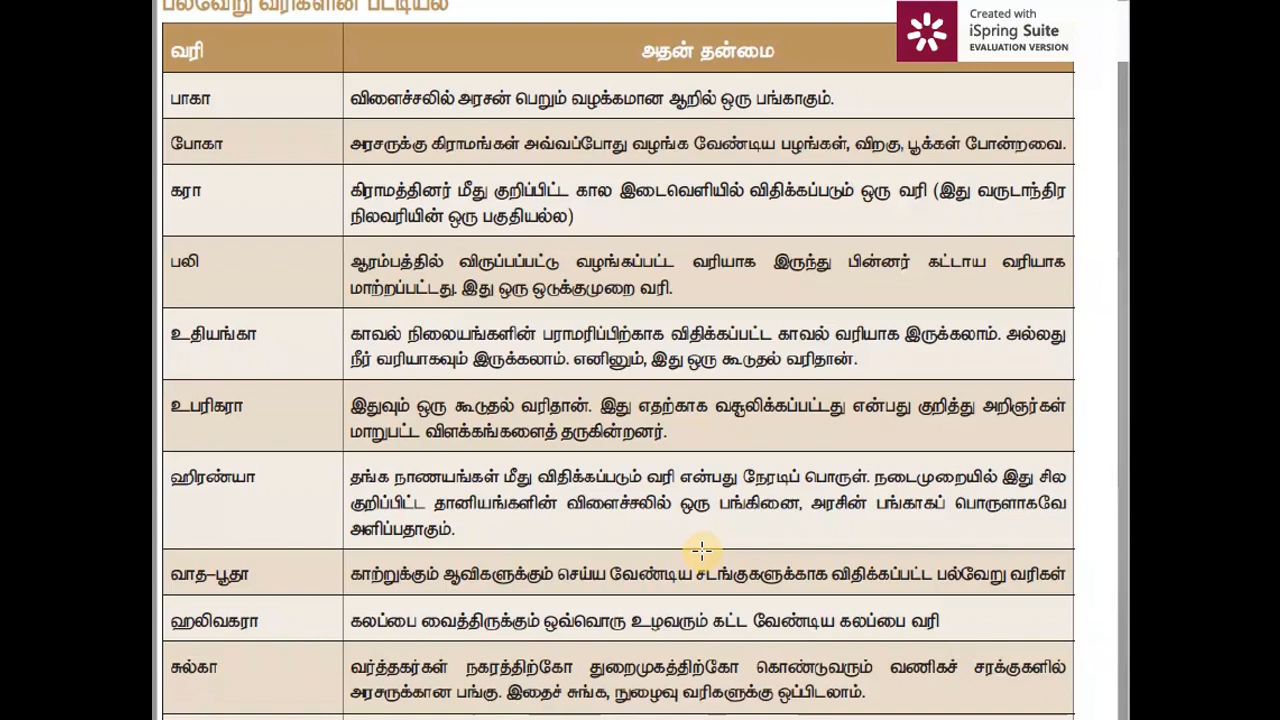 பல்வேறு வரிகளின் பட்டியல்
Created with
iSpring Suite
EVALUATION VERSION
வரி அதன் தன்மை
பாகா விளைச்சலில் அரசன் பெறும் வழக்கமான ஆறில் ஒரு பங்காகும்.
போகா அரசருக்கு கிராமங்கள் அவ்வப்போது வழங்க வேண்டிய பழங்கள், விறகு, பூக்கள் போன்றவை.
கரா கிராமத்தினர் மீது குறிப்பிட்ட கால இடைவெளியில் விதிக்கப்படும் ஒரு வரி (இது வருடாந்திர
நிலவரியின் ஒரு பகுதியல்ல)
பலி ஆரம்பத்தில் விருப்பப்பட்டு வழங்கப்பட்ட வரியாக இருந்து பின்னர் கட்டாய வரியாக
மாற்றப்பட்டது. இது ஒரு ஒடுக்குமுறை வரி.
உதியங்கா காவல் நிலையங்களின் பராமரிப்பிற்காக விதிக்கப்பட்ட காவல் வரியாக இருக்கலாம். அல்லது
நீர் வரியாகவும் இருக்கலாம். எனினும், இது ஒரு கூடுதல் வரிதான்.
உபரிகரா இதுவும் ஒரு கூடுதல் வரிதான். இது எதற்காக வசூலிக்கப்பட்டது என்பது குறித்து அறிஞர்கள்
மாறுபட்ட விளக்கங்களைத் தருகின்றனர்.
ஹிரண்யா தங்க நாணயங்கள் மீது விதிக்கப்படும் வரி என்பது நேரடிப் பொருள். நடைமுறையில் இது சில
குறிப்பிட்ட தானியங்களின் விளைச்சலில் ஒரு பங்கினை, அரசின் பங்காகப் பொருளாகவே
அளிப்பதாகும்.
வாத–பூதா காற்றுக்கும் ஆவிகளுக்கும் செய்ய வேண்டிய சடங்குகளுக்காக விதிக்கப்பட்ட பல்வேறு வரிகள்
ஹலிவகரா கலப்பை வைத்திருக்கும் ஒவ்வொரு உழவரும் கட்ட வேண்டிய கலப்பை வரி
சுல்கா வர்த்தகர்கள் நகரத்திற்கோ துறைமுகத்திற்கோ கொண்டுவரும் வணிகச் சரக்குகளில்
அரசருக்கான பங்கு. இதைச் சுங்க, நுழைவு வரிகளுக்கு ஒப்பிடலாம்.